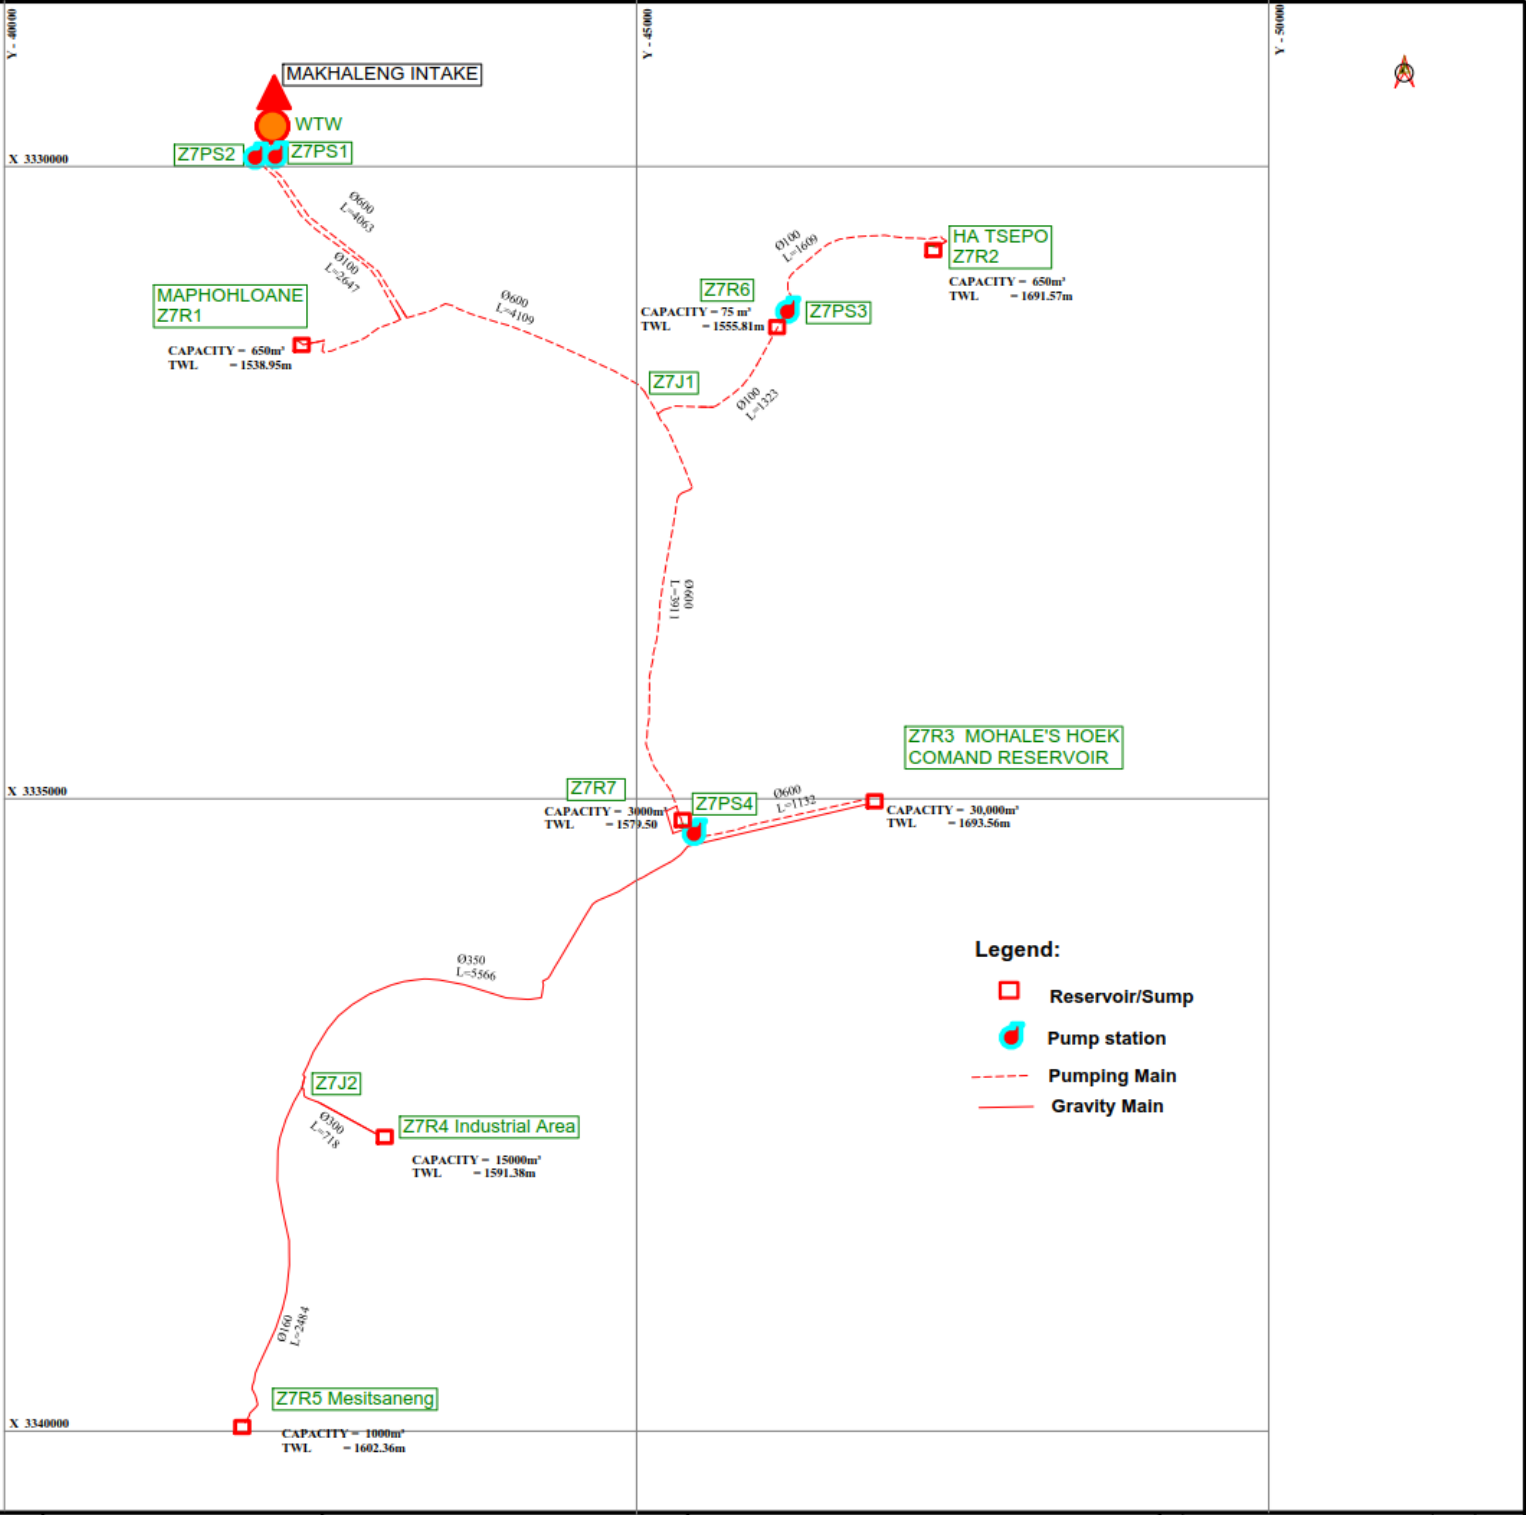 Y - 40000
Y - 45000
Y - 50000
MAKHALENG INTAKE
WTW
Z7PS2
Z7PS1
X 3330000
Ø600
L=4063
Ø100
L=2647
MAPHOHLOANE
Z7R1
CAPACITY = 650m³
TWL = 1538.95m
Ø600
L=4109
Ø100
L=1609
HA TSEPO
Z7R2
CAPACITY = 650m³
TWL = 1691.57m
Z7R6
CAPACITY = 75 m³
TWL = 1555.81m
Z7PS3
Z7J1
Ø100
L=1323
Ø600
L=3911
Z7R3 MOHALE'S HOEK
COMAND RESERVOIR
X 3335000
Z7R7
CAPACITY = 3000m³
TWL = 1579.50
Z7PS4
Ø600
L=1132
CAPACITY = 30,000m³
TWL = 1693.56m
Ø350
L=5566
Legend:
Reservoir/Sump
Pump station
Pumping Main
Gravity Main
Z7J2
Ø300
L=718
Z7R4 Industrial Area
CAPACITY = 15000m³
TWL = 1591.38m
Ø160
L=2484
Z7R5 Mesitsaneng
X 3340000
CAPACITY = 1000m³
TWL = 1602.36m